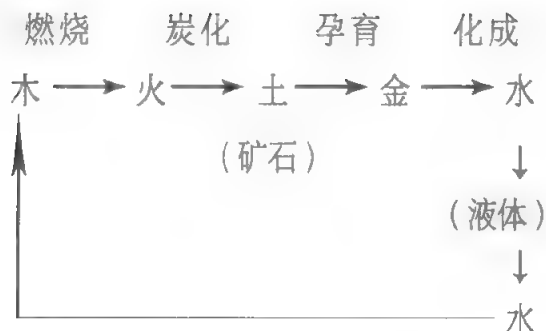 燃烧 炭化 孕育 化成
木 → 火 → 土 → 金 → 水
(矿石) ↓
(液体)
↓
水